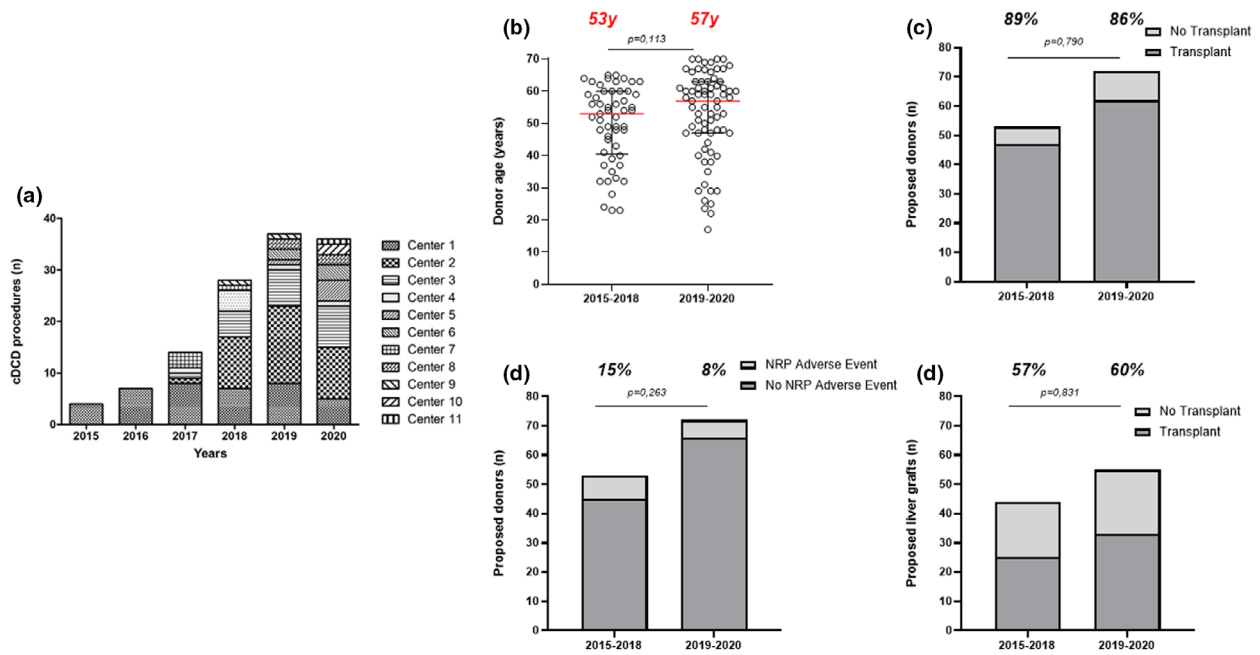 (a)
cDCD procedures (n)
40
30
20
10
0
2015 2016 2017 2018 2019 2020
Years
Center 1
Center 2
Center 3
Center 4
Center 5
Center 6
Center 7
Center 8
Center 9
Center 10
Center 11
(b)
53y 57y
p=0,113
Donor age (years)
70
60
50
40
30
20
10
0
2015-2018 2019-2020
(c)
89% 86%
No Transplant
Transplant
p=0,790
Proposed donors (n)
80
70
60
50
40
30
20
10
0
2015-2018 2019-2020
(d)
15% 8%
NRP Adverse Event
No NRP Adverse Event
p=0,263
Proposed donors (n)
80
70
60
50
40
30
20
10
0
2015-2018 2019-2020
(d)
57% 60%
No Transplant
Transplant
p=0,831
Proposed liver grafts (n)
80
70
60
50
40
30
20
10
0
2015-2018 2019-2020